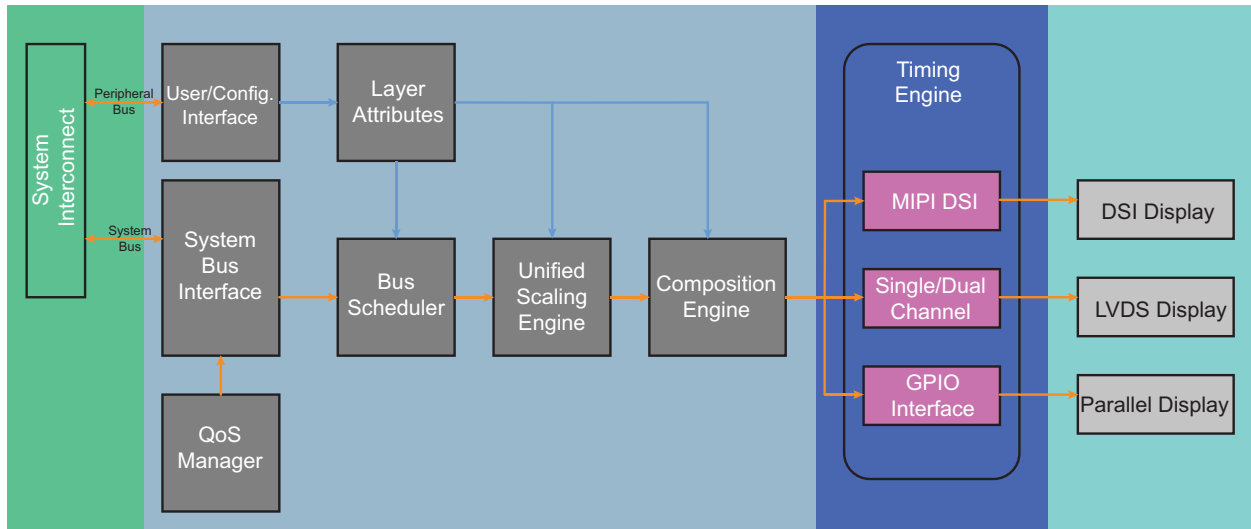 System
Interconnect
Peripheral
Bus
System
Bus
User/Config.
Interface
Layer
Attributes
System
Bus
Interface
Bus
Scheduler
Unified
Scaling
Engine
Composition
Engine
QoS
Manager
Timing
Engine
MIPI DSI
Single/Dual
Channel
GPIO
Interface
DSI Display
LVDS Display
Parallel Display